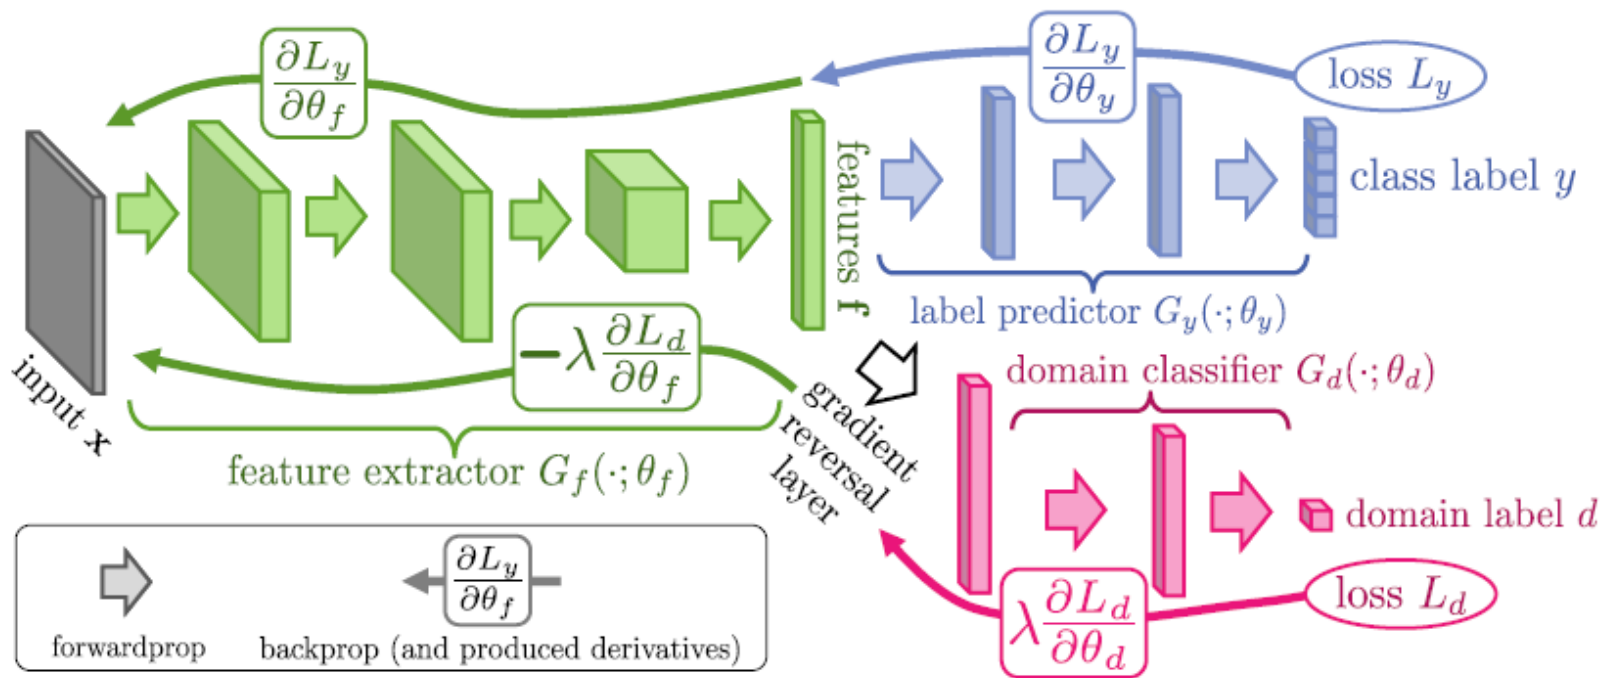 ∂L_y
∂θ_f
∂L_y
∂θ_y
loss L_y
features f
class label y
label predictor G_y(·; θ_y)
input x
−λ ∂L_d
∂θ_f
feature extractor G_f(·; θ_f)
gradient
reversal
layer
domain classifier G_d(·; θ_d)
domain label d
loss L_d
λ ∂L_d
∂θ_d
∂L_y
∂θ_f
forwardprop
backprop (and produced derivatives)